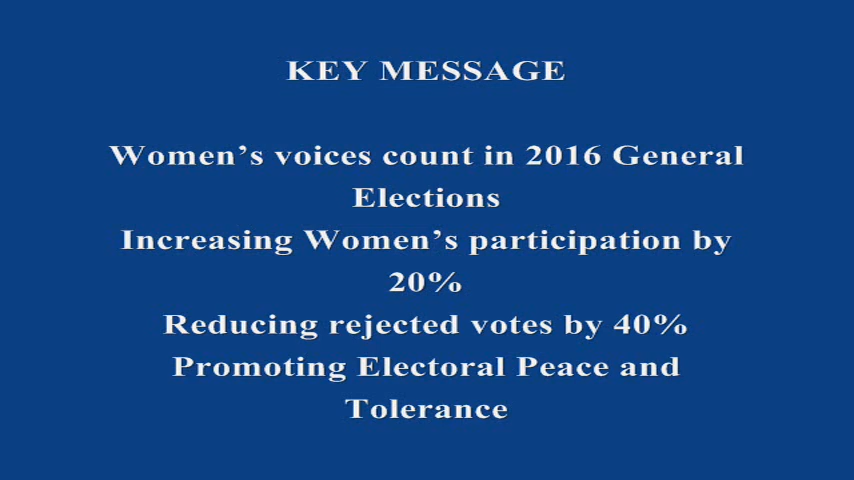 KEY MESSAGE
Women’s voices count in 2016 General
Elections
Increasing Women’s participation by
20%
Reducing rejected votes by 40%
Promoting Electoral Peace and
Tolerance